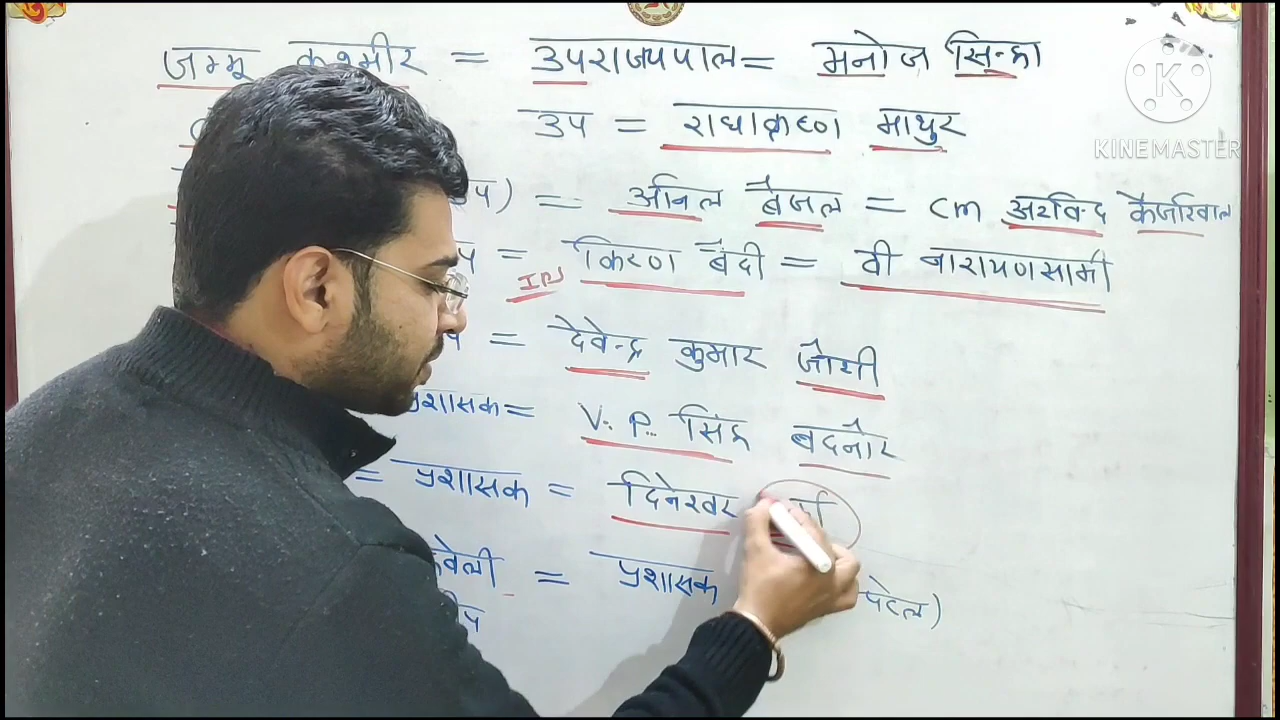 जम्मू कश्मीर = उपराज्यपाल = मनोज सिन्हा
उप = राधाकृष्ण माथुर
) = अनिल बैजल = cm अरविंद केजरिवाल
= किरण बेदी = वी नारायणसामी
IPS
= देवेन्द्र कुमार जोशी
प्रशासक = V. P. सिंह बदनौर
= प्रशासक = दिनेश्वर
= प्रशासक पटेल)
KINEMASTER